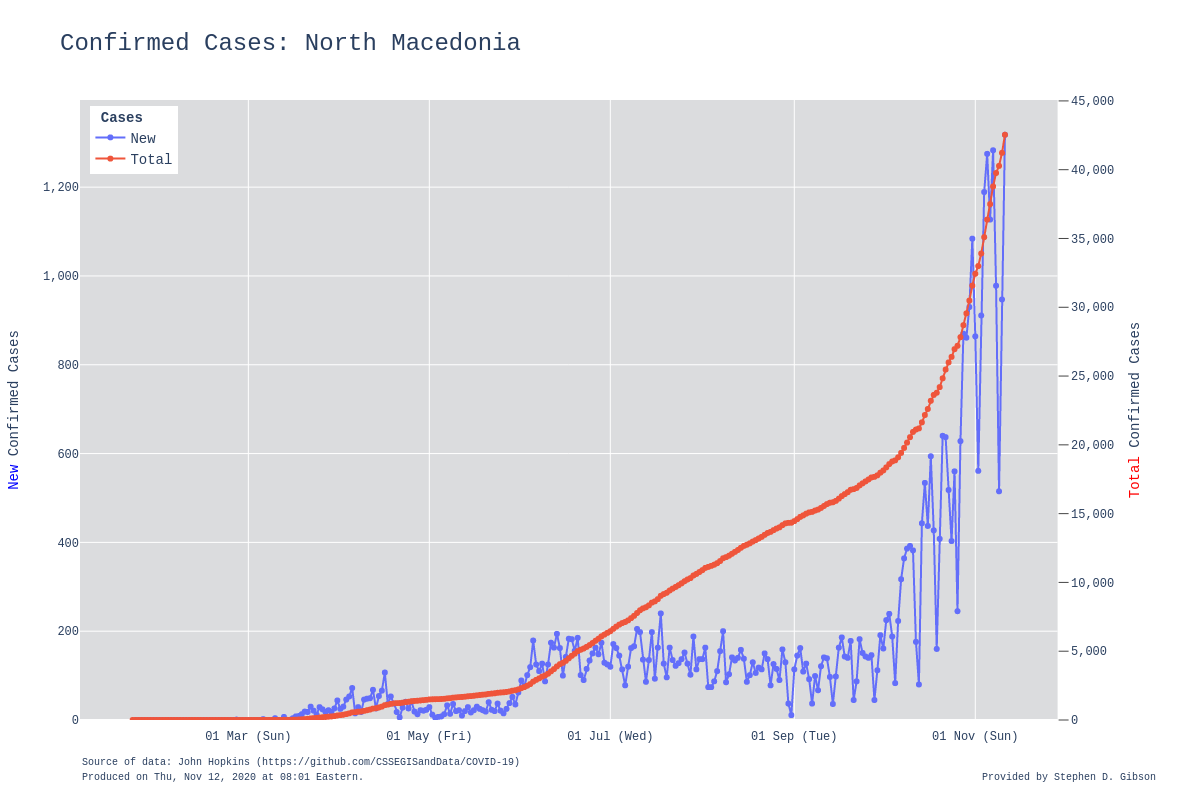 Confirmed Cases: North Macedonia
Cases
New
Total
1,200
1,000
800
600
400
200
0
New Confirmed Cases
45,000
40,000
35,000
30,000
25,000
20,000
15,000
10,000
5,000
0
Total Confirmed Cases
01 Mar (Sun)
01 May (Fri)
01 Jul (Wed)
01 Sep (Tue)
01 Nov (Sun)
Source of data: John Hopkins (https://github.com/CSSEGISandData/COVID-19)
Produced on Thu, Nov 12, 2020 at 08:01 Eastern.
Provided by Stephen D. Gibson